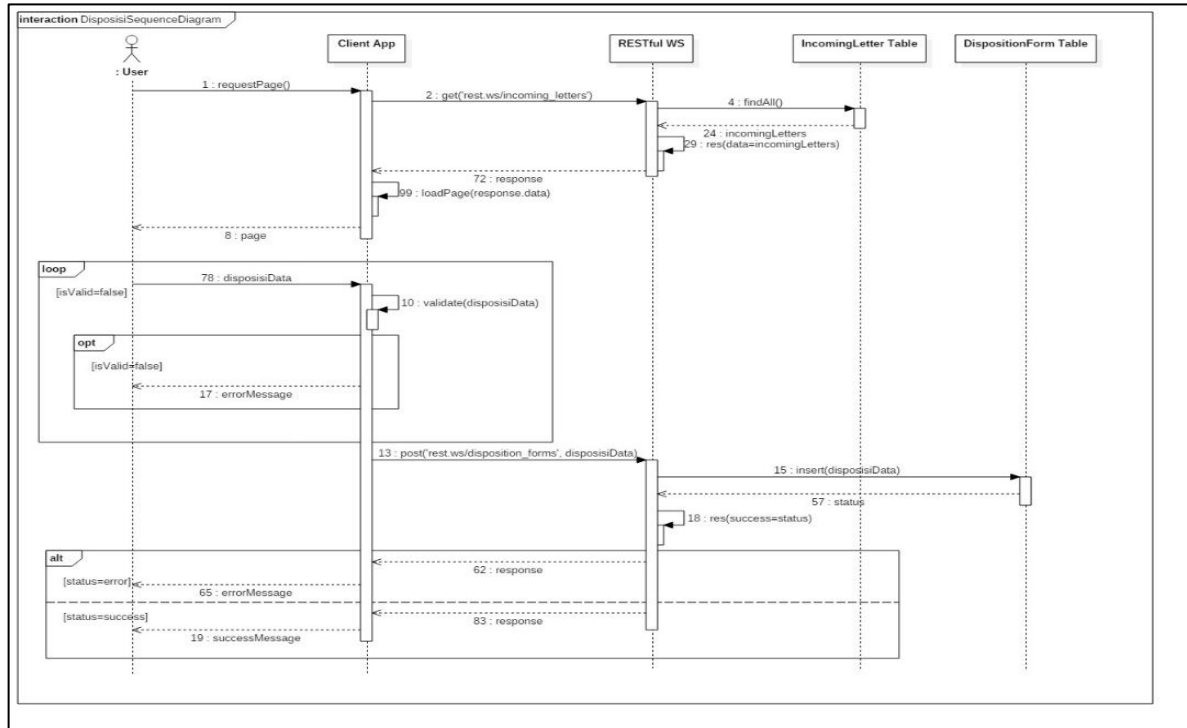 interaction DisposisiSequenceDiagram
Client App
RESTful WS
IncomingLetter Table
DispositionForm Table
: User
1 : requestPage()
2 : get('rest.ws/incoming_letters')
4 : findAll()
24 : incomingLetters
29 : res(data=incomingLetters)
72 : response
99 : loadPage(response.data)
8 : page
loop
78 : disposisiData
[isValid=false]
10 : validate(disposisiData)
opt
[isValid=false]
17 : errorMessage
13 : post('rest.ws/disposition_forms', disposisiData)
15 : insert(disposisiData)
57 : status
18 : res(success=status)
alt
62 : response
[status=error]
65 : errorMessage
[status=success]
83 : response
19 : successMessage